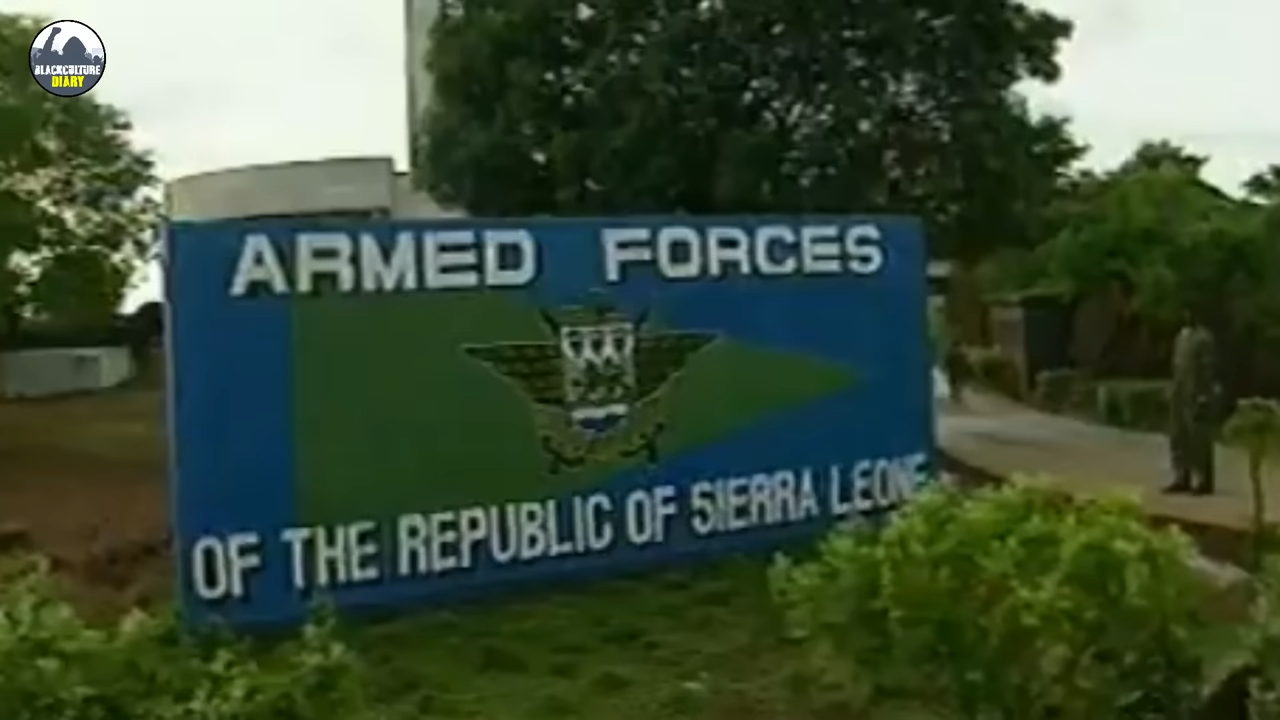 BLACKCULTURE
DIARY
ARMED FORCES
OF THE REPUBLIC OF SIERRA LEONE